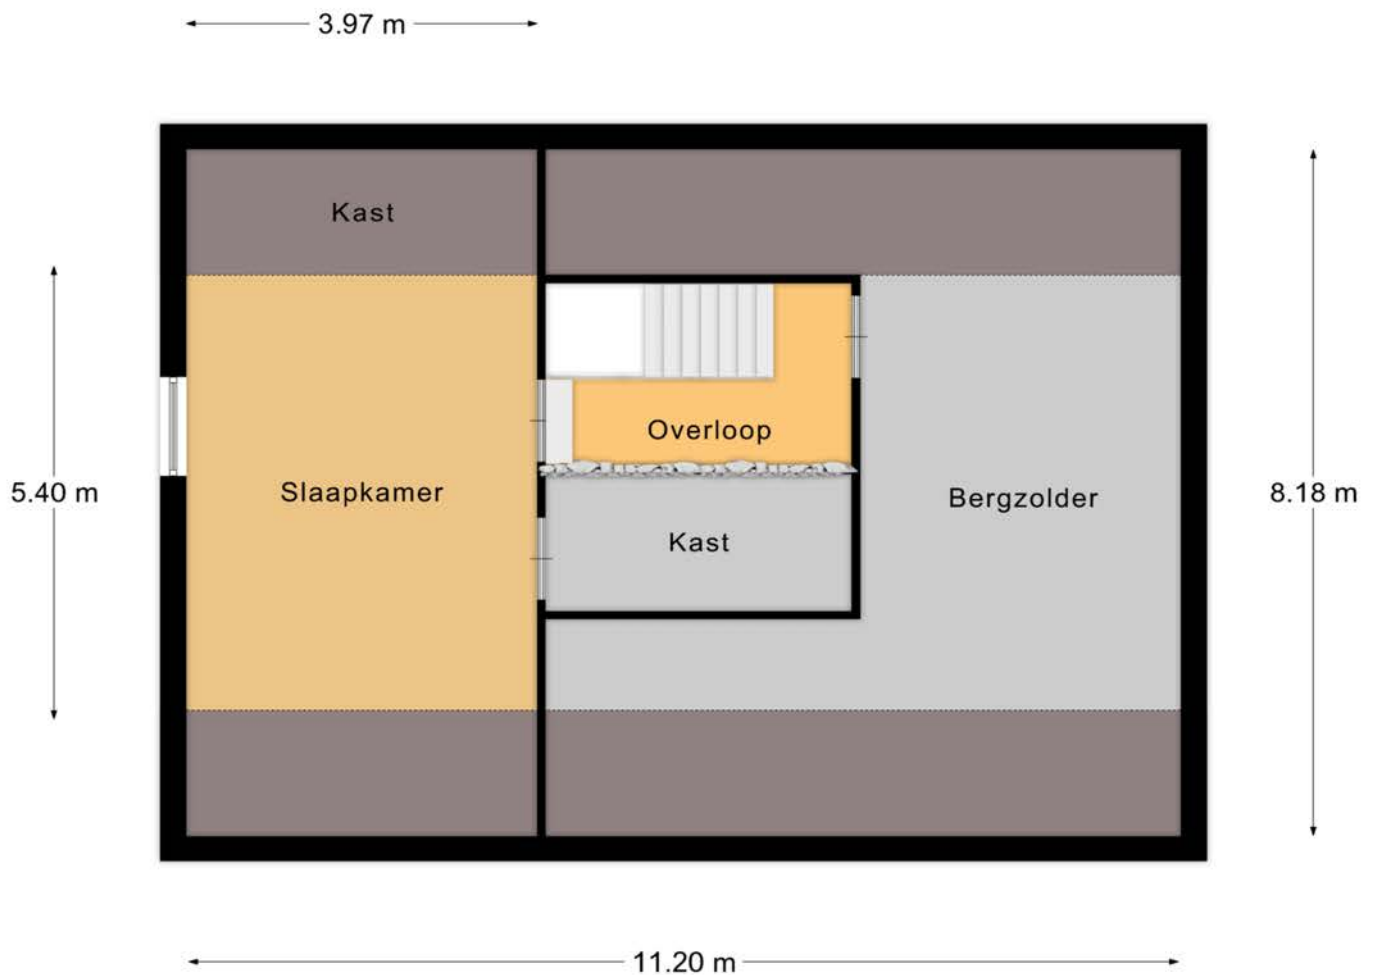 3.97 m
Kast
Overloop
5.40 m
Slaapkamer
Bergzolder
8.18 m
Kast
11.20 m